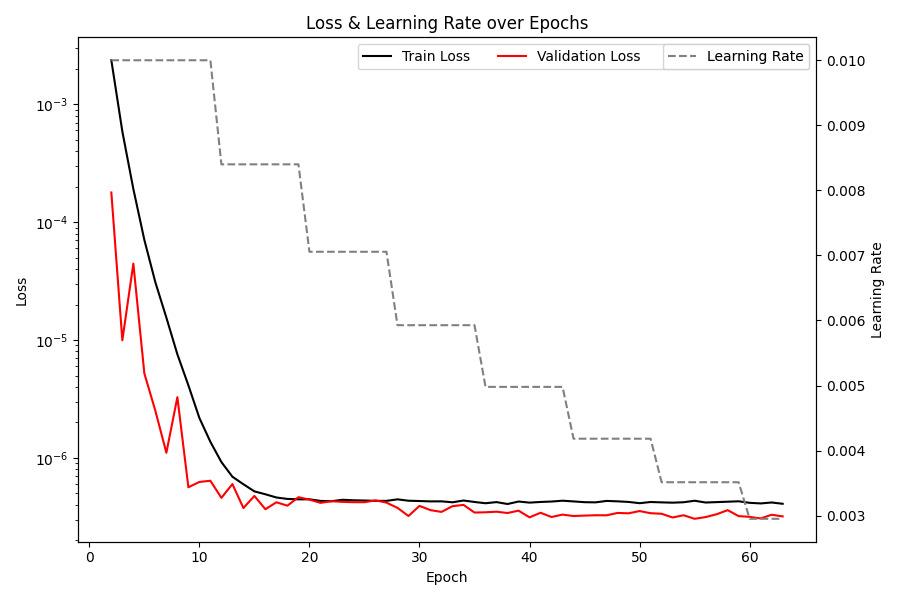 Loss & Learning Rate over Epochs
Train Loss
Validation Loss
Learning Rate
10⁻³
10⁻⁴
10⁻⁵
10⁻⁶
Loss
0.010
0.009
0.008
0.007
0.006
0.005
0.004
0.003
Learning Rate
0 10 20 30 40 50 60
Epoch